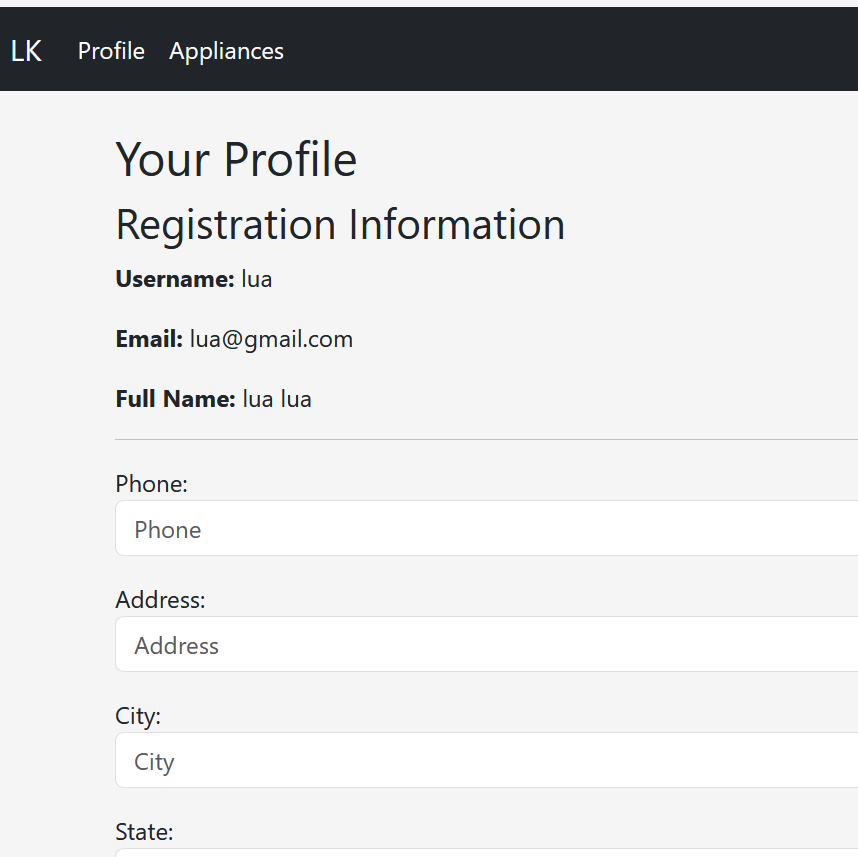 LK Profile Appliances
Your Profile
Registration Information
Username: lua
Email: lua@gmail.com
Full Name: lua lua
Phone:
Phone
Address:
Address
City:
City
State: